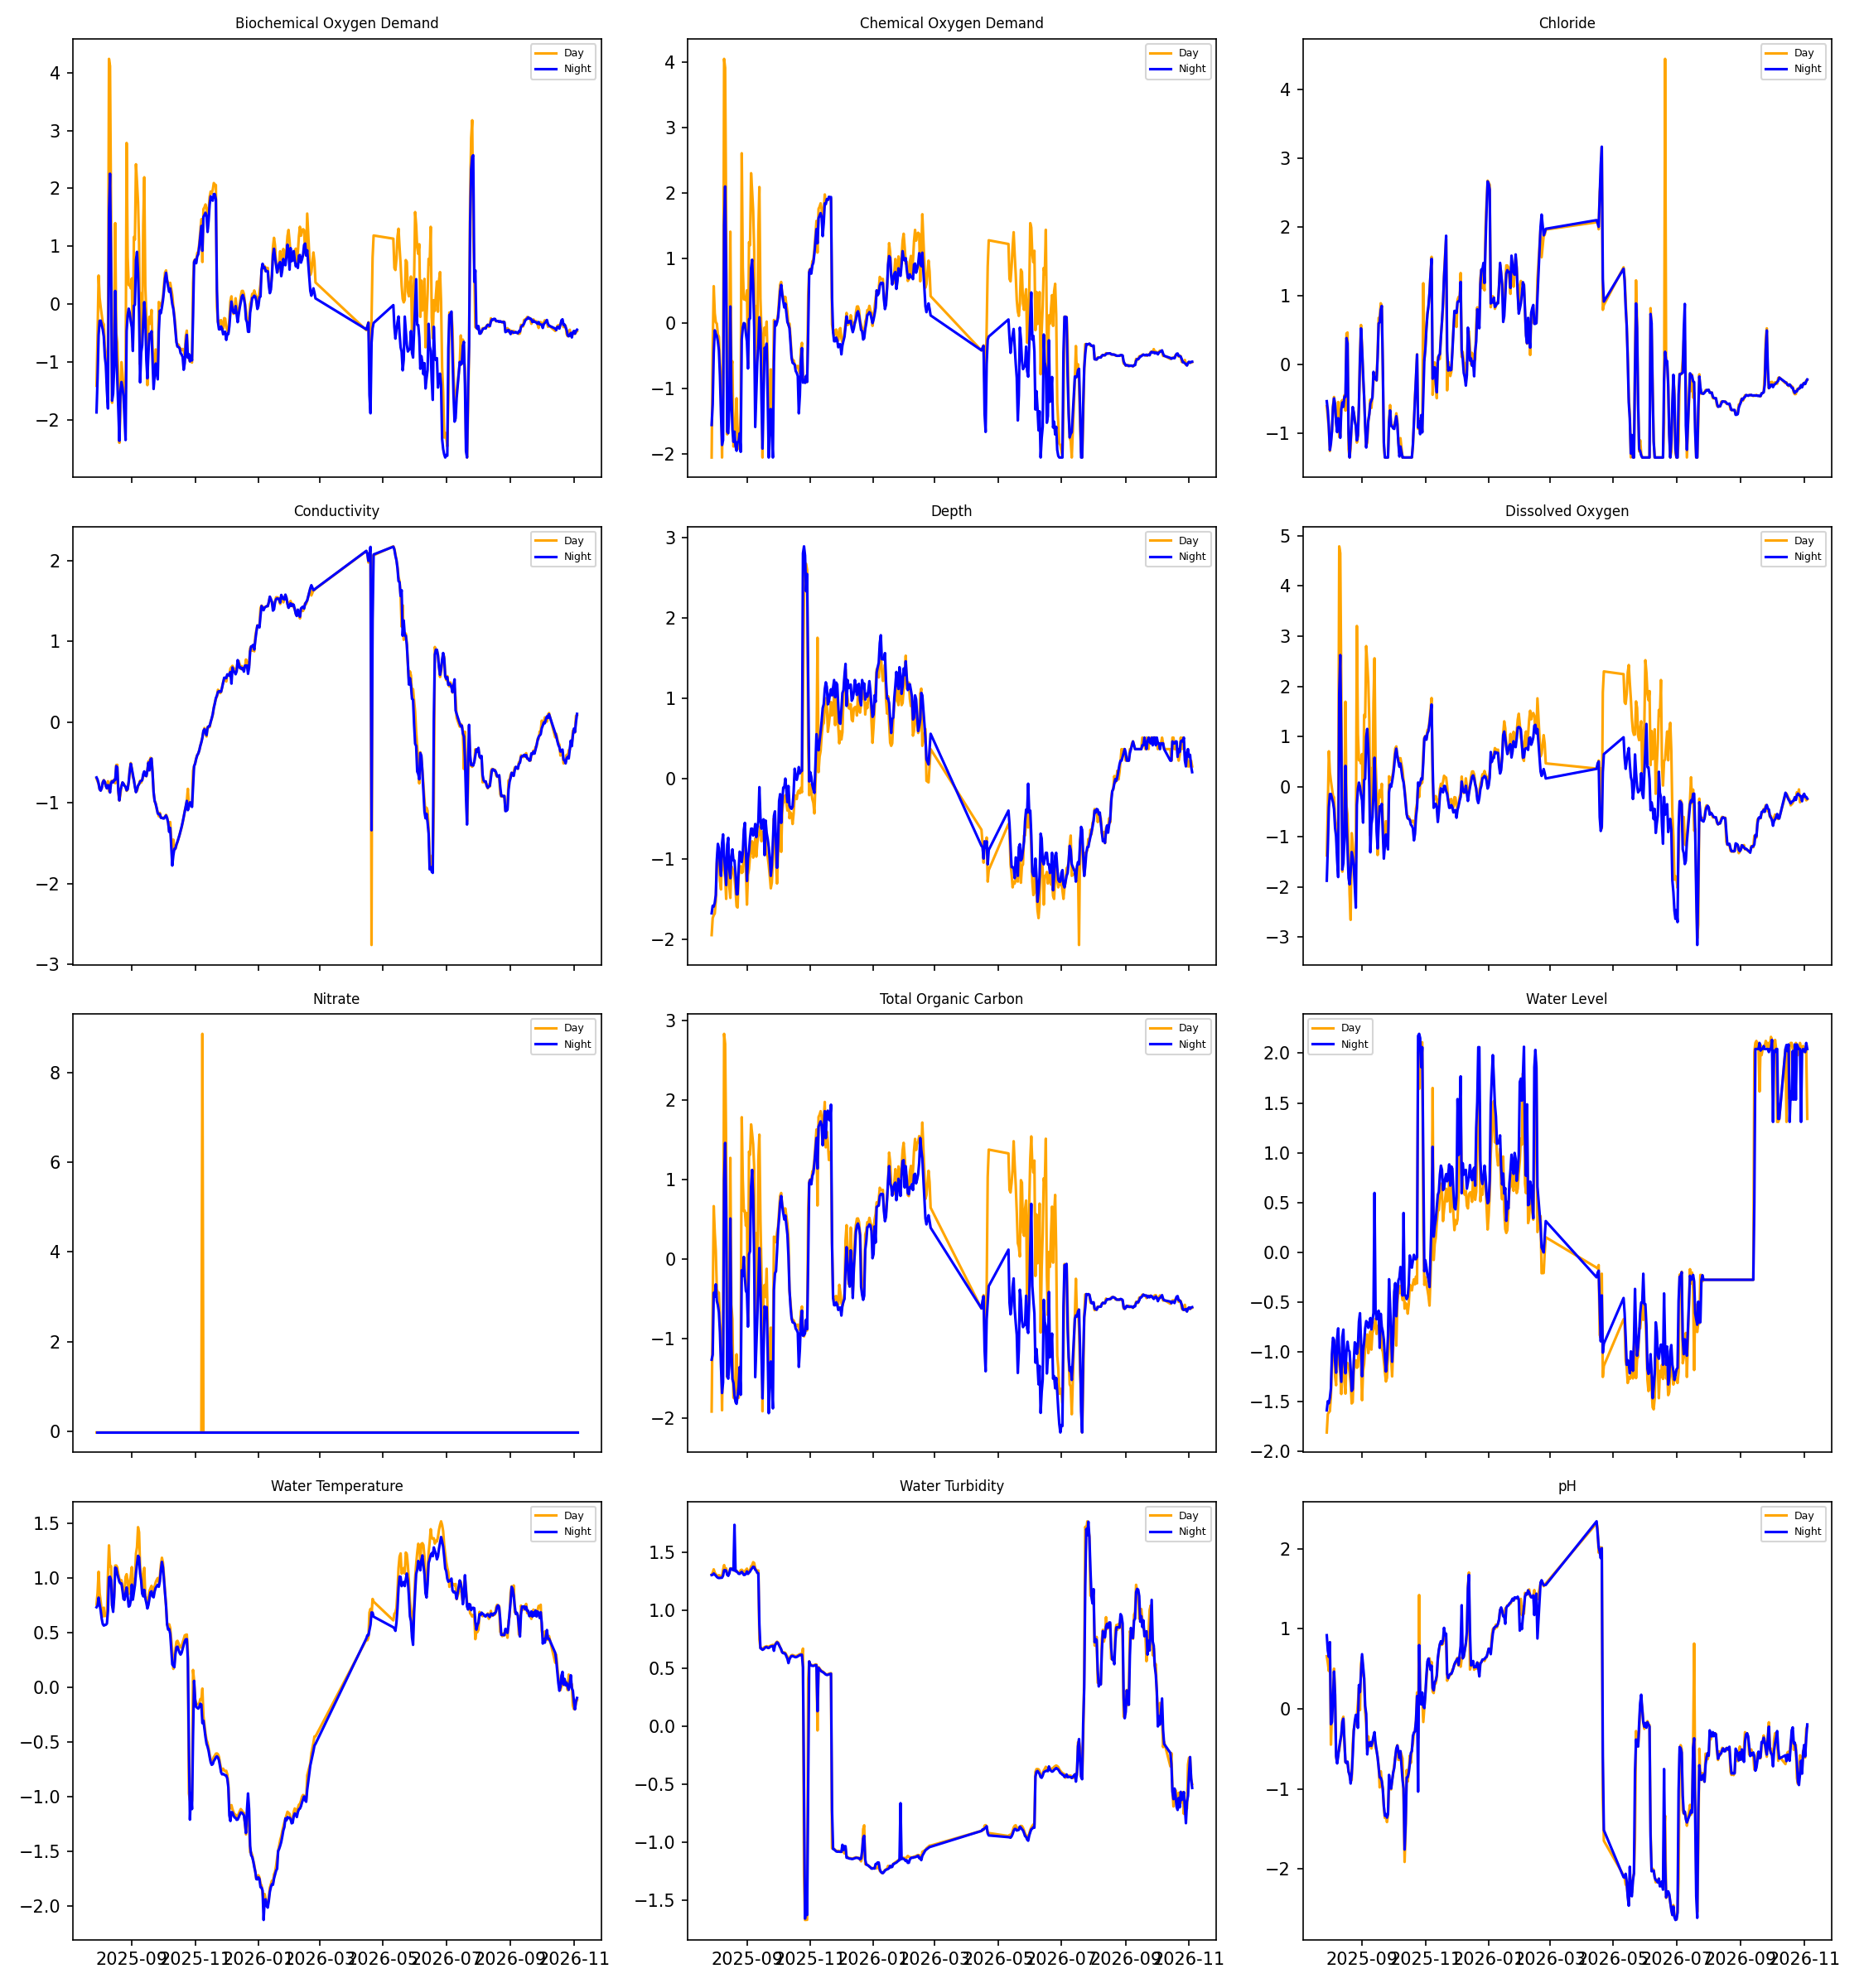 Biochemical Oxygen Demand
Day
Night
4
3
2
1
0
−1
−2
Chemical Oxygen Demand
Day
Night
4
3
2
1
0
−1
−2
Chloride
Day
Night
4
3
2
1
0
−1
Conductivity
Day
Night
2
1
0
−1
−2
−3
Depth
Day
Night
3
2
1
0
−1
−2
Dissolved Oxygen
Day
Night
5
4
3
2
1
0
−1
−2
−3
Nitrate
Day
Night
8
6
4
2
0
Total Organic Carbon
Day
Night
3
2
1
0
−1
−2
Water Level
Day
Night
2.0
1.5
1.0
0.5
0.0
−0.5
−1.0
−1.5
−2.0
Water Temperature
Day
Night
1.5
1.0
0.5
0.0
−0.5
−1.0
−1.5
−2.0
2025-09 2025-11 2026-01 2026-03 2026-05 2026-07 2026-09 2026-11
Water Turbidity
Day
Night
1.5
1.0
0.5
0.0
−0.5
−1.0
−1.5
2025-09 2025-11 2026-01 2026-03 2026-05 2026-07 2026-09 2026-11
pH
Day
Night
2
1
0
−1
−2
2025-09 2025-11 2026-01 2026-03 2026-05 2026-07 2026-09 2026-11